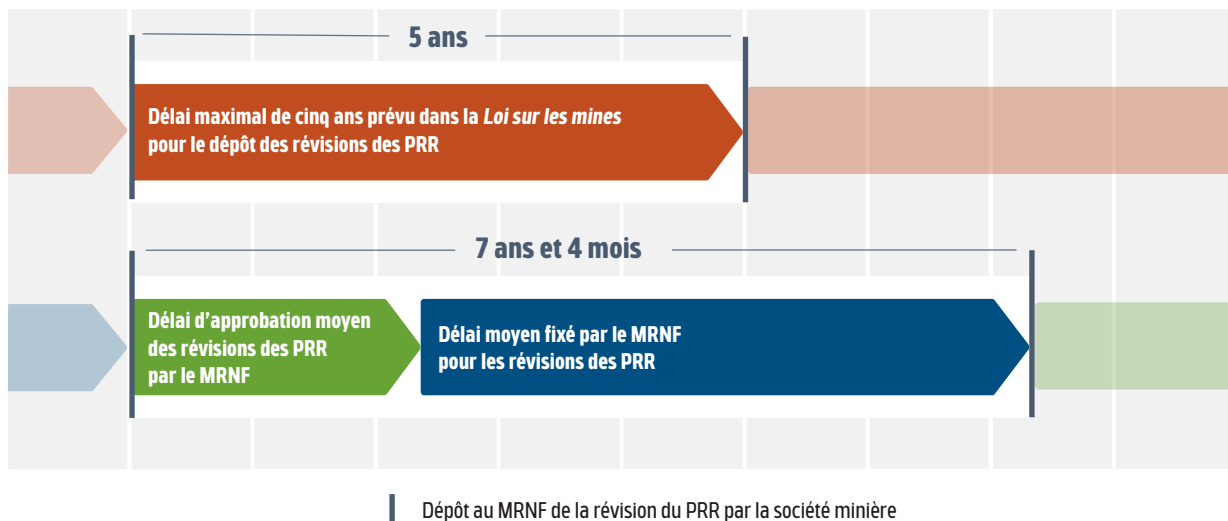 5 ans
Délai maximal de cinq ans prévu dans la Loi sur les mines
pour le dépôt des révisions des PRR
7 ans et 4 mois
Délai d'approbation moyen
des révisions des PRR
par le MRNF
Délai moyen fixé par le MRNF
pour les révisions des PRR
Dépôt au MRNF de la révision du PRR par la société minière